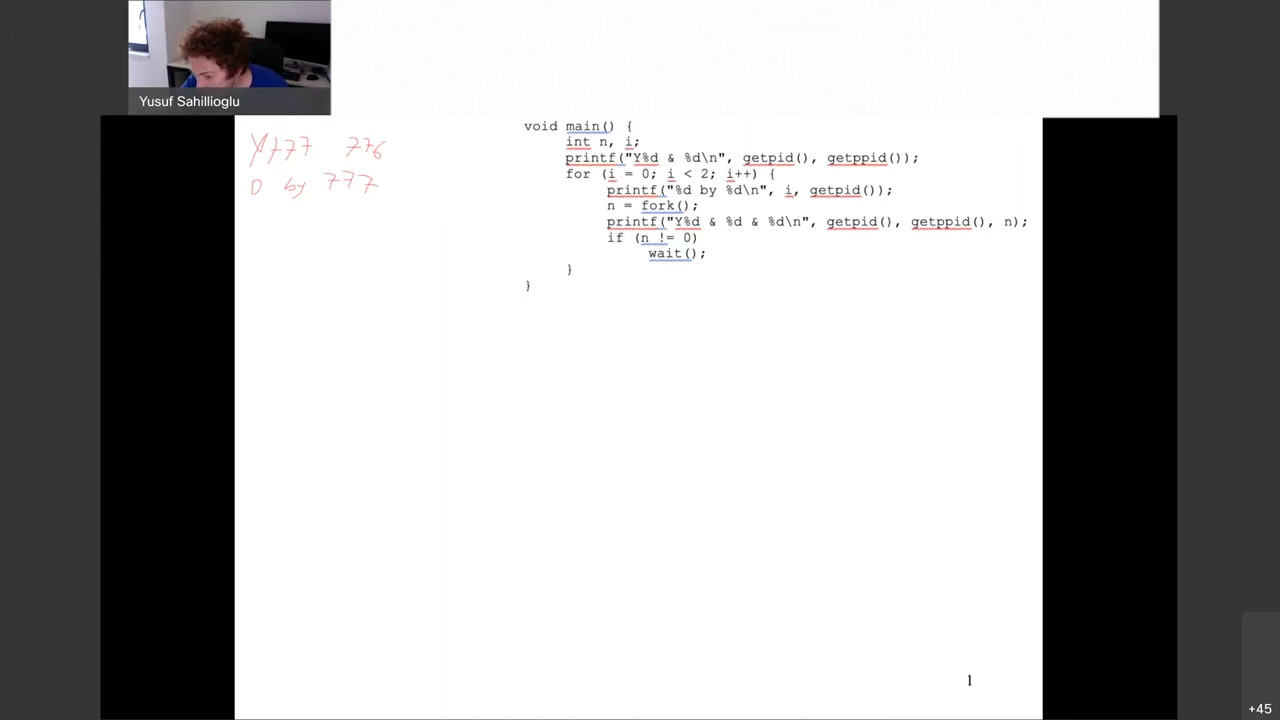 Yusuf Sahillioglu
Y777 776
0 by 777
void main() {
int n, i;
printf("Y%d & %d\n", getpid(), getppid());
for (i = 0; i < 2; i++) {
printf("%d by %d\n", i, getpid());
n = fork();
printf("Y%d & %d & %d\n", getpid(), getppid(), n);
if (n != 0)
wait();
}
}
1
+45